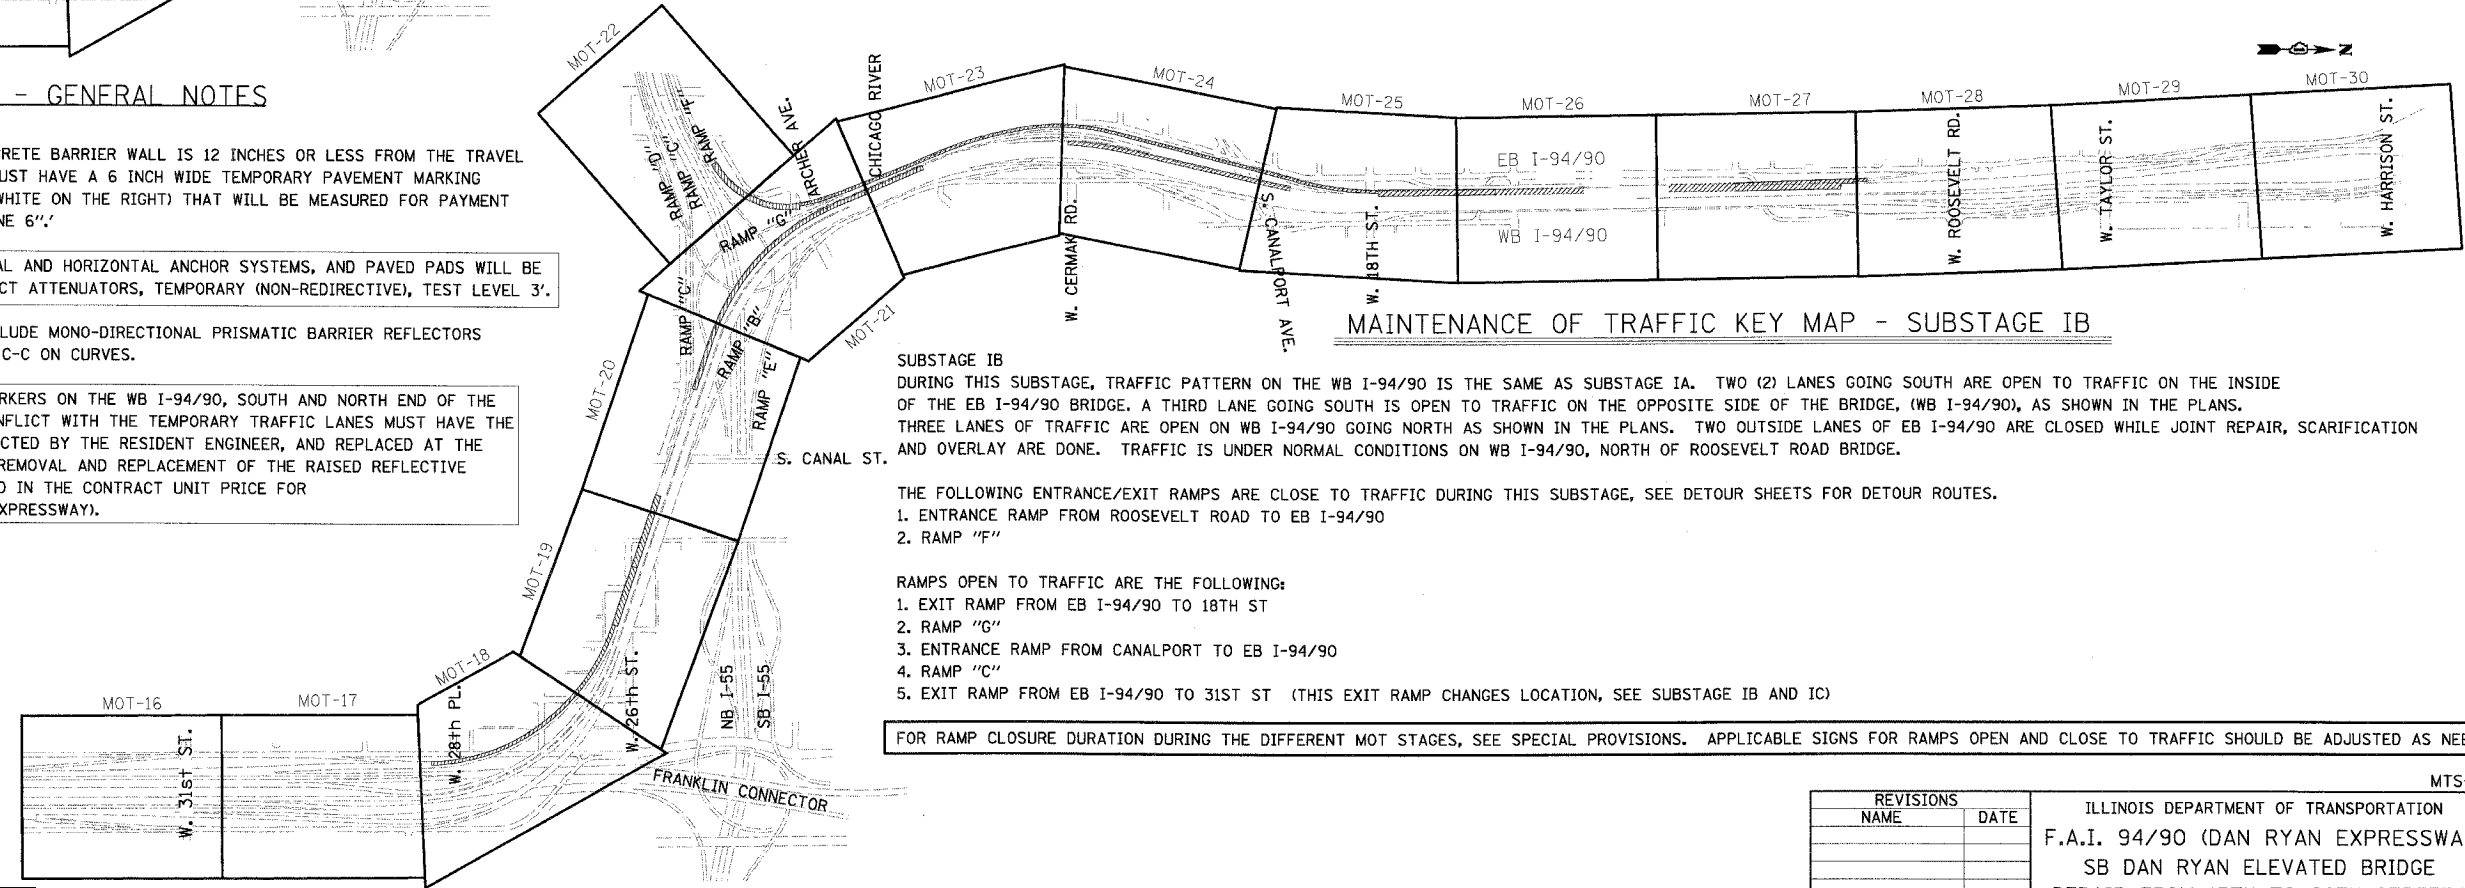 - GENERAL NOTES
CRETE BARRIER WALL IS 12 INCHES OR LESS FROM THE TRAVEL
UST HAVE A 6 INCH WIDE TEMPORARY PAVEMENT MARKING
WHITE ON THE RIGHT) THAT WILL BE MEASURED FOR PAYMENT
NE 6".'
AL AND HORIZONTAL ANCHOR SYSTEMS, AND PAVED PADS WILL BE
CT ATTENUATORS, TEMPORARY (NON-REDIRECTIVE), TEST LEVEL 3'.
LUDE MONO-DIRECTIONAL PRISMATIC BARRIER REFLECTORS
C-C ON CURVES.
RKERS ON THE WB I-94/90, SOUTH AND NORTH END OF THE
NFLICT WITH THE TEMPORARY TRAFFIC LANES MUST HAVE THE
CTED BY THE RESIDENT ENGINEER, AND REPLACED AT THE
REMOVAL AND REPLACEMENT OF THE RAISED REFLECTIVE
D IN THE CONTRACT UNIT PRICE FOR
XPRESSWAY).
MOT-16
MOT-17
MOT-18
MOT-19
MOT-20
MOT-21
MOT-22
MOT-23
MOT-24
MOT-25
MOT-26
MOT-27
MOT-28
MOT-29
MOT-30
N
W. 31st ST.
W. 28th PL.
W. 26th ST.
NB I-55
SB I-55
FRANKLIN CONNECTOR
S. CANAL ST.
RAMP "E"
RAMP "B"
RAMP "C"
RAMP "G"
RAMP "D"
RAMP "C"
RAMP "F"
ARCHER AVE.
CHICAGO RIVER
W. CERMAK RD.
S. CANALPORT AVE.
W. 18TH ST.
EB I-94/90
WB I-94/90
W. ROOSEVELT RD.
W. TAYLOR ST.
W. HARRISON ST.
MAINTENANCE OF TRAFFIC KEY MAP - SUBSTAGE IB
SUBSTAGE IB
DURING THIS SUBSTAGE, TRAFFIC PATTERN ON THE WB I-94/90 IS THE SAME AS SUBSTAGE IA. TWO (2) LANES GOING SOUTH ARE OPEN TO TRAFFIC ON THE INSIDE
OF THE EB I-94/90 BRIDGE. A THIRD LANE GOING SOUTH IS OPEN TO TRAFFIC ON THE OPPOSITE SIDE OF THE BRIDGE, (WB I-94/90), AS SHOWN IN THE PLANS.
THREE LANES OF TRAFFIC ARE OPEN ON WB I-94/90 GOING NORTH AS SHOWN IN THE PLANS. TWO OUTSIDE LANES OF EB I-94/90 ARE CLOSED WHILE JOINT REPAIR, SCARIFICATION
AND OVERLAY ARE DONE. TRAFFIC IS UNDER NORMAL CONDITIONS ON WB I-94/90, NORTH OF ROOSEVELT ROAD BRIDGE.
THE FOLLOWING ENTRANCE/EXIT RAMPS ARE CLOSE TO TRAFFIC DURING THIS SUBSTAGE, SEE DETOUR SHEETS FOR DETOUR ROUTES.
1. ENTRANCE RAMP FROM ROOSEVELT ROAD TO EB I-94/90
2. RAMP "F"
RAMPS OPEN TO TRAFFIC ARE THE FOLLOWING:
1. EXIT RAMP FROM EB I-94/90 TO 18TH ST
2. RAMP "G"
3. ENTRANCE RAMP FROM CANALPORT TO EB I-94/90
4. RAMP "C"
5. EXIT RAMP FROM EB I-94/90 TO 31ST ST (THIS EXIT RAMP CHANGES LOCATION, SEE SUBSTAGE IB AND IC)
FOR RAMP CLOSURE DURATION DURING THE DIFFERENT MOT STAGES, SEE SPECIAL PROVISIONS. APPLICABLE SIGNS FOR RAMPS OPEN AND CLOSE TO TRAFFIC SHOULD BE ADJUSTED AS NEE
MTS-
REVISIONS
NAME DATE
ILLINOIS DEPARTMENT OF TRANSPORTATION
F.A.I. 94/90 (DAN RYAN EXPRESSWA
SB DAN RYAN ELEVATED BRIDGE